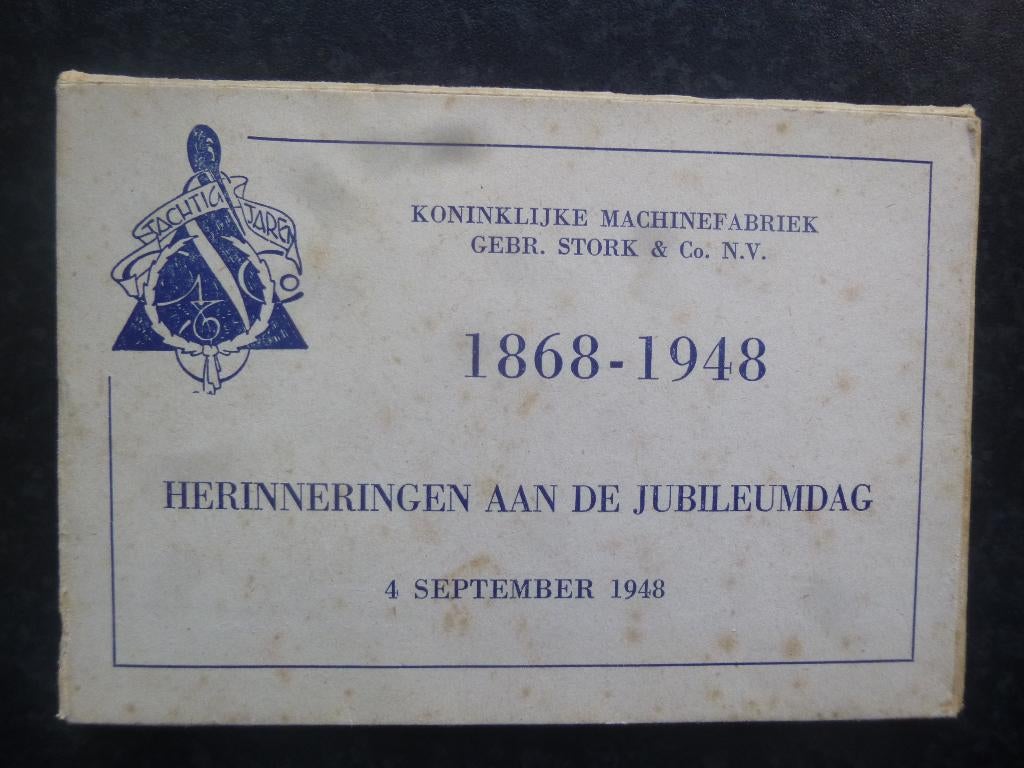 TACHTIG JAREN
KONINKLIJKE MACHINEFABRIEK
GEBR. STORK & Co. N.V.
1868-1948
HERINNERINGEN AAN DE JUBILEUMDAG
4 SEPTEMBER 1948